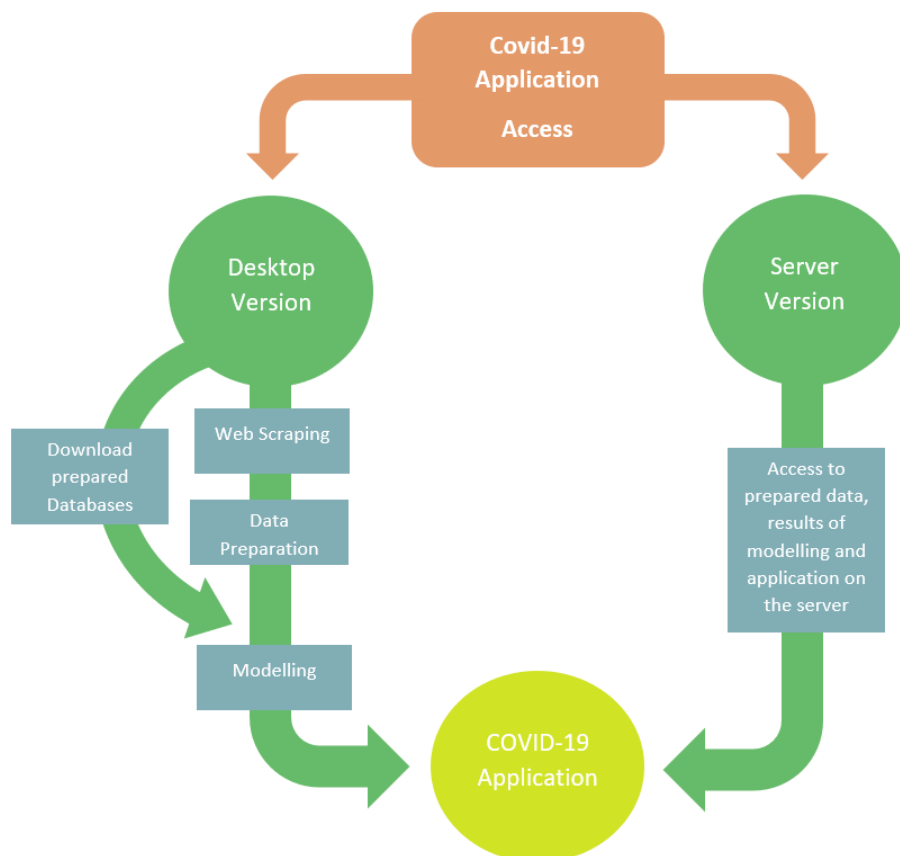 Covid-19
Application
Access
Desktop
Version
Server
Version
Download
prepared
Databases
Web Scraping
Data
Preparation
Modelling
Access to
prepared data,
results of
modelling and
application on
the server
COVID-19
Application